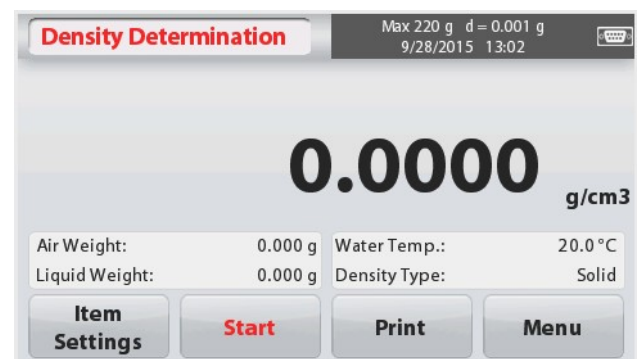 Density Determination
Max 220 g d = 0.001 g
9/28/2015 13:02
0.0000
g/cm3
Air Weight: 0.000 g
Liquid Weight: 0.000 g
Water Temp.: 20.0 °C
Density Type: Solid
Item
Settings
Start
Print
Menu